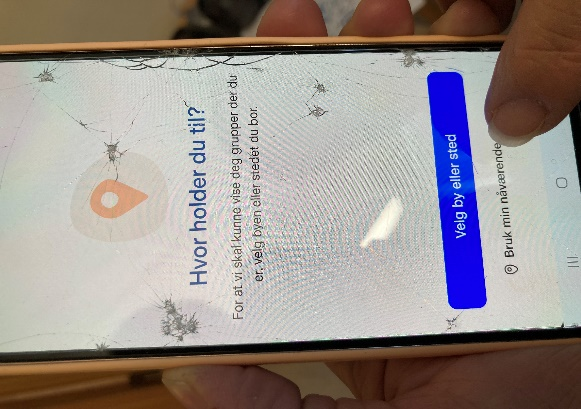 Hvor holder du til?
For at vi skal kunne vise deg grupper der du
er, velg byen eller stedet du bor.
Velg by eller sted
Bruk min nåværende